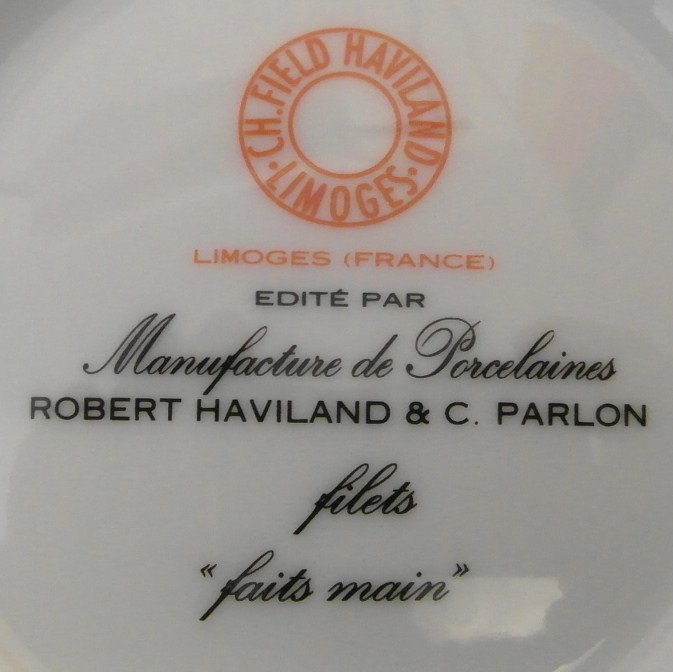 CH. FIELD HAVILAND
· LIMOGES ·
LIMOGES (FRANCE)
EDITÉ PAR
Manufacture de Porcelaines
ROBERT HAVILAND & C. PARLON
filets
“faits main”